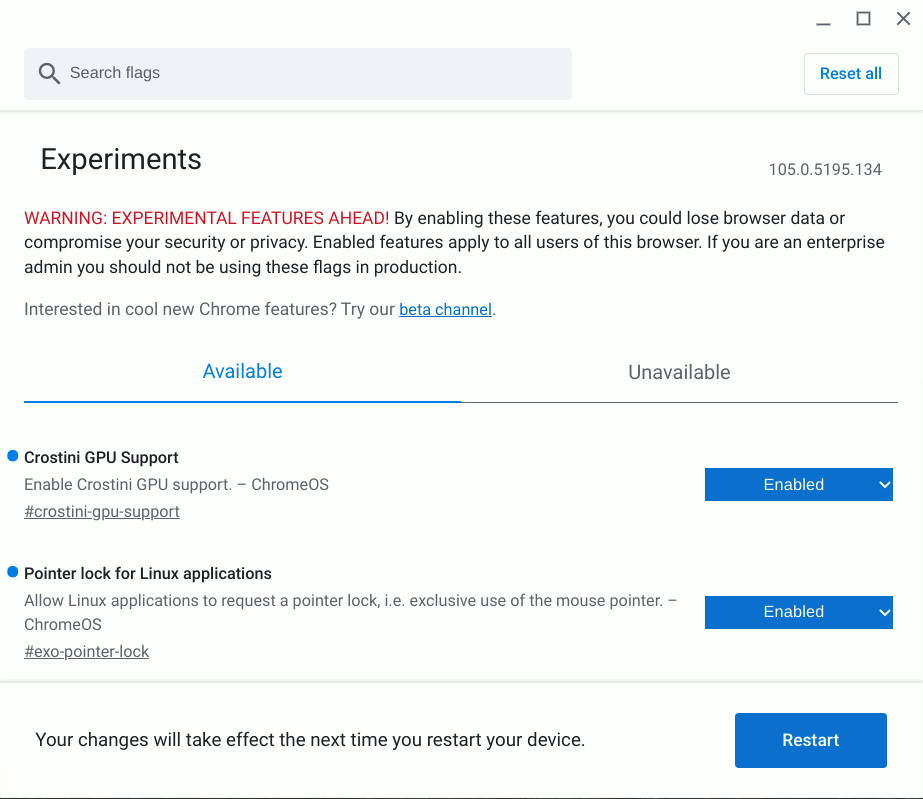 Search flags
Reset all
Experiments
105.0.5195.134
WARNING: EXPERIMENTAL FEATURES AHEAD! By enabling these features, you could lose browser data or
compromise your security or privacy. Enabled features apply to all users of this browser. If you are an enterprise
admin you should not be using these flags in production.
Interested in cool new Chrome features? Try our beta channel.
Available
Unavailable
Crostini GPU Support
Enable Crostini GPU support. – ChromeOS
#crostini-gpu-support
Enabled
Pointer lock for Linux applications
Allow Linux applications to request a pointer lock, i.e. exclusive use of the mouse pointer. –
ChromeOS
#exo-pointer-lock
Enabled
Your changes will take effect the next time you restart your device.
Restart